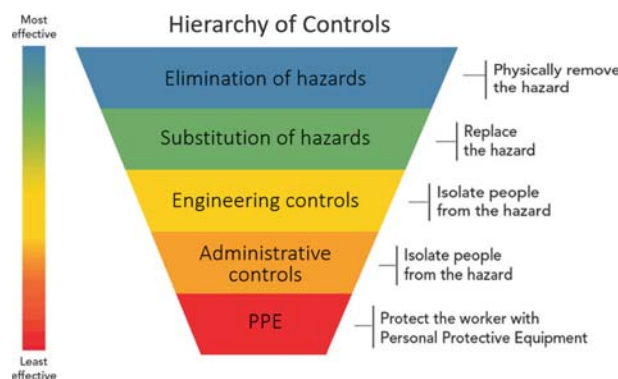 Most
effective
Hierarchy of Controls
Elimination of hazards
Physically remove
the hazard
Substitution of hazards
Replace
the hazard
Engineering controls
Isolate people
from the hazard
Administrative
controls
Isolate people
from the hazard
PPE
Protect the worker with
Personal Protective Equipment
Least
effective